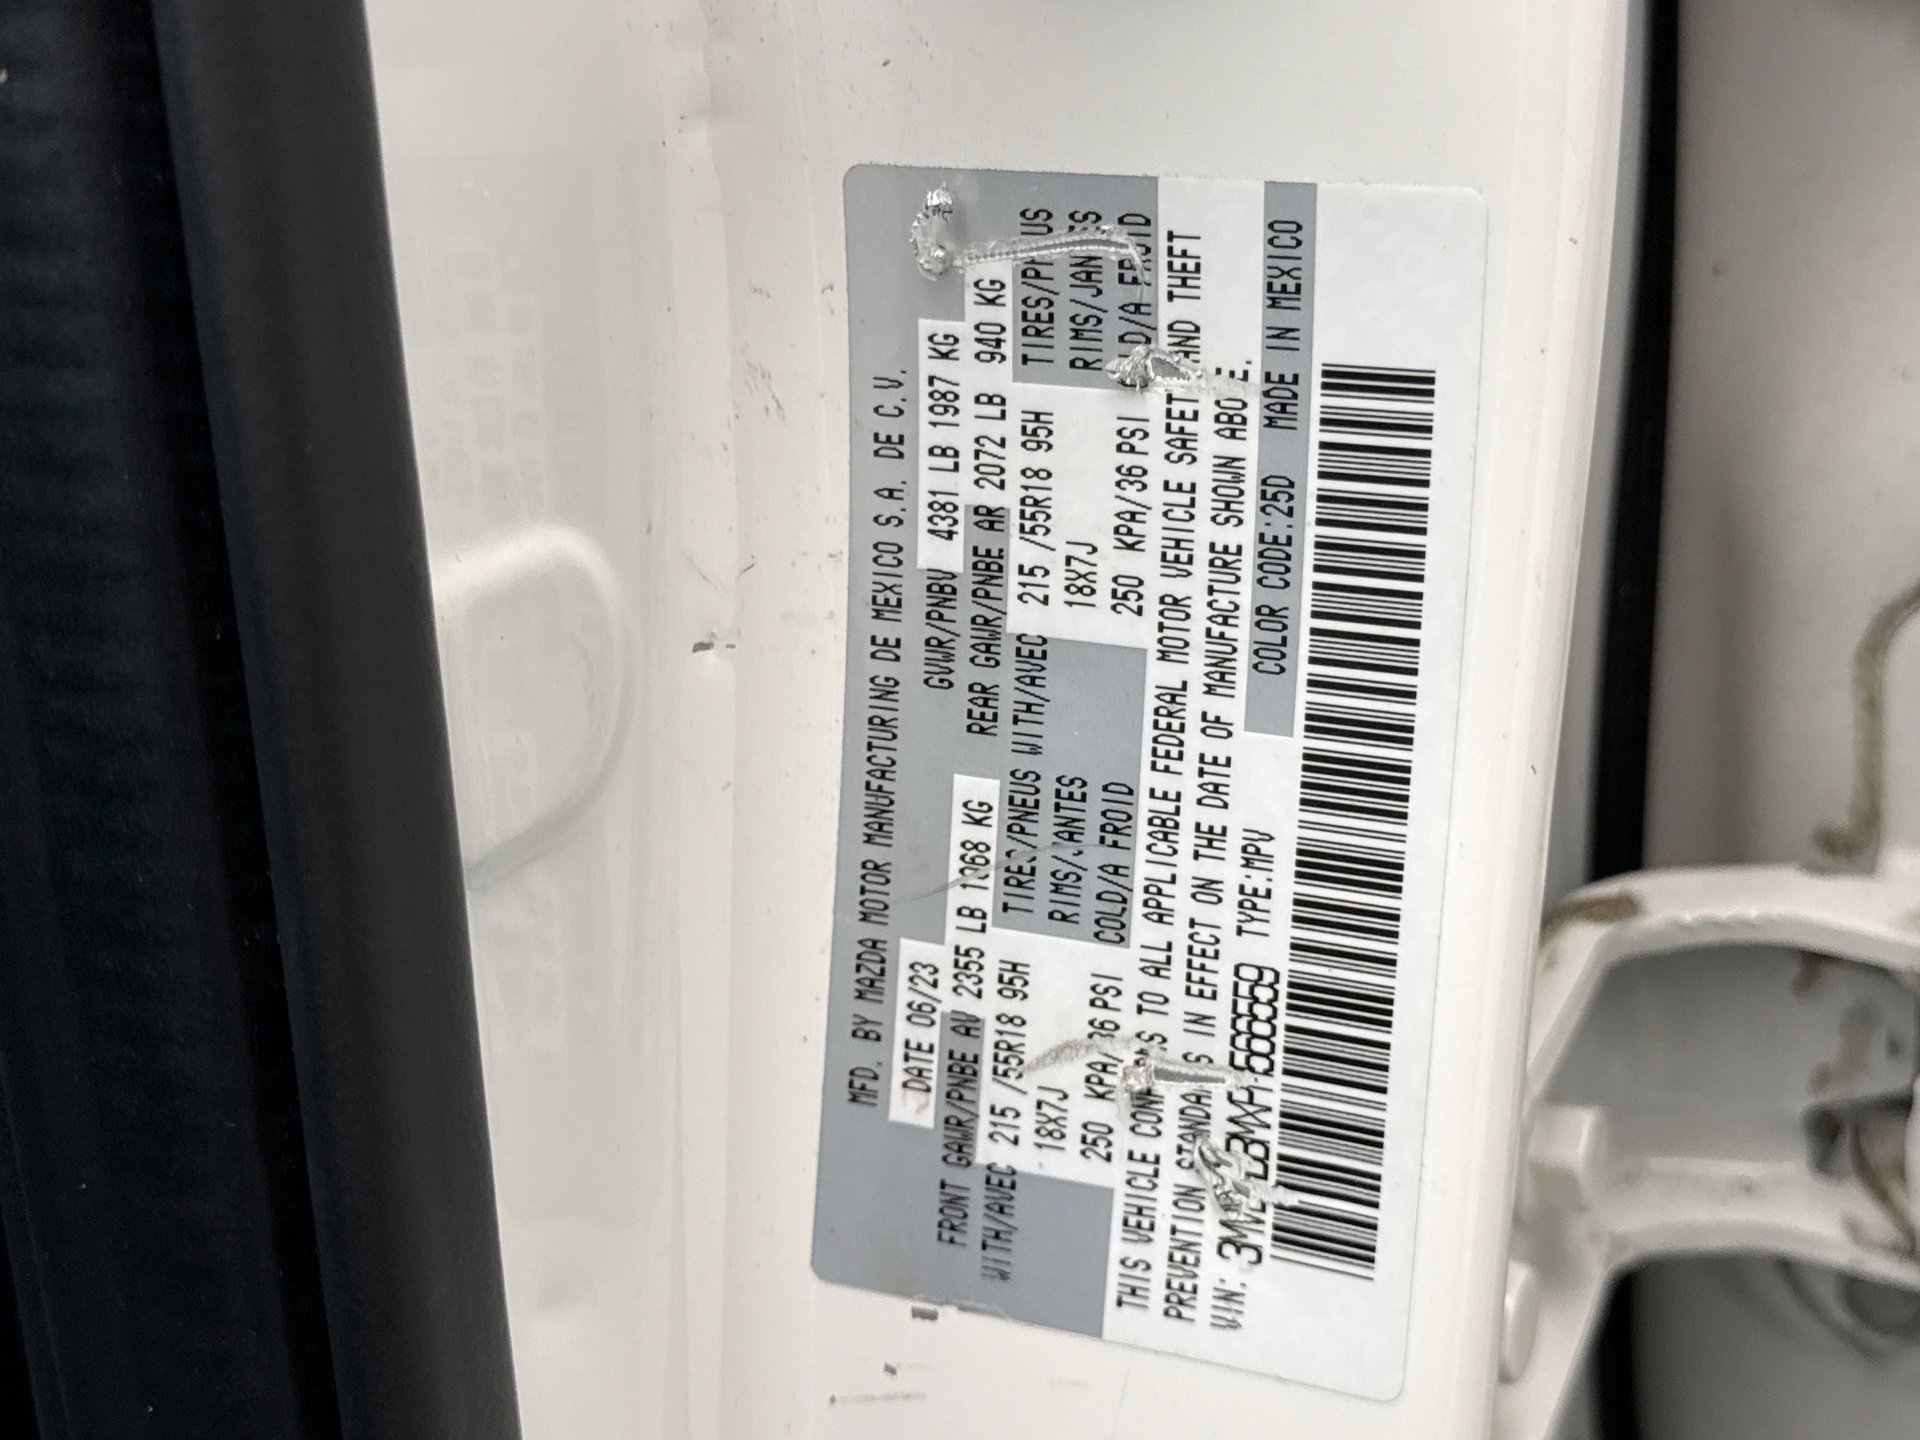 MFD. BY MAZDA MOTOR MANUFACTURING DE MEXICO S.A. DE C.V.
DATE 06/23 GVWR/PNBV 4381 LB 1987 KG
FRONT GAWR/PNBE AV 2355 LB 1068 KG REAR GAWR/PNBE AR 2072 LB 940 KG
WITH/AVEC 215 /55R18 95H TIRES/PNEUS WITH/AVEC 215 /55R18 95H TIRES/PNEUS
18X7J RIMS/JANTES 18X7J RIMS/JANTES
250 KPA/36 PSI COLD/A FROID 250 KPA/36 PSI COLD/A FROID
THIS VEHICLE CONFORMS TO ALL APPLICABLE FEDERAL MOTOR VEHICLE SAFETY AND THEFT
PREVENTION STANDARDS IN EFFECT ON THE DATE OF MANUFACTURE SHOWN ABOVE.
VIN: TYPE:MPV COLOR CODE:25D MADE IN MEXICO